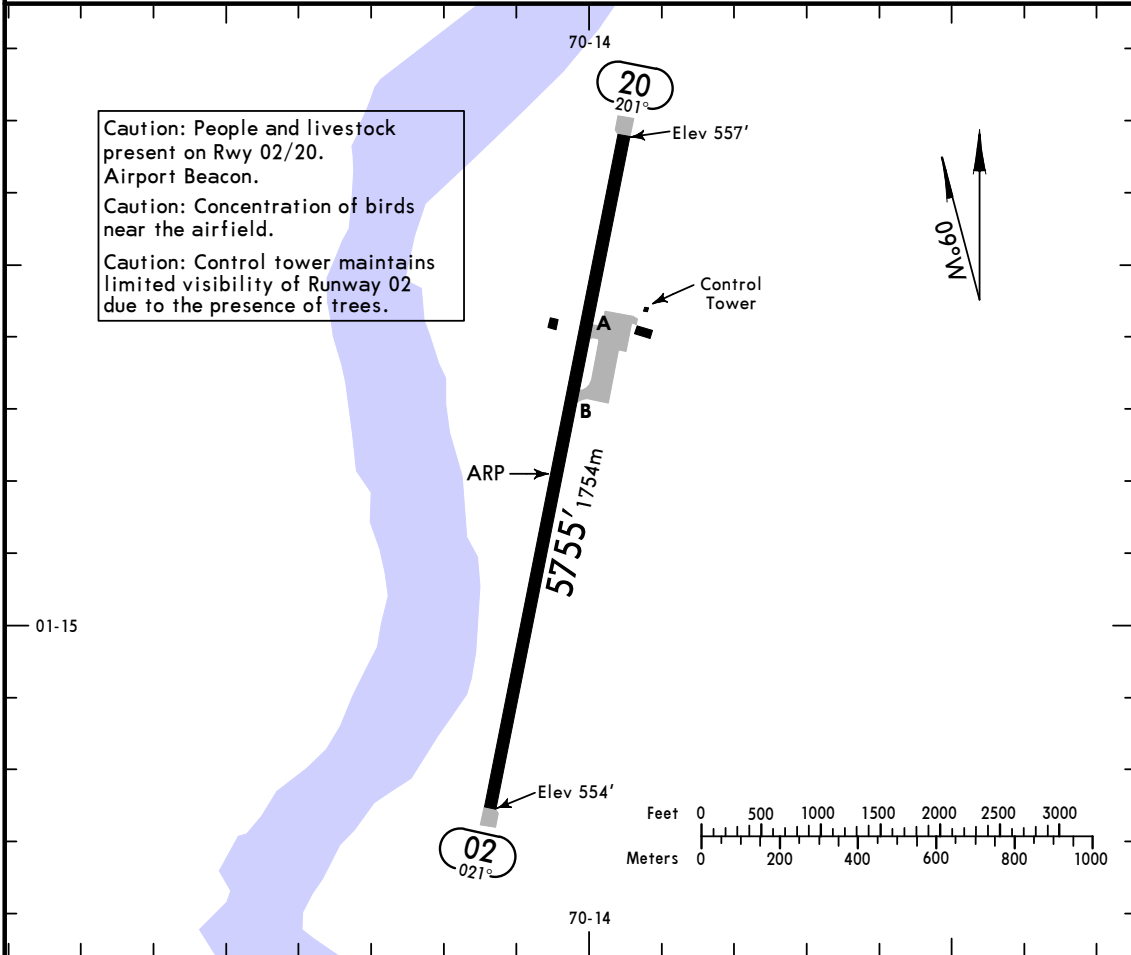 70-14
20
201°
Elev 557'
Caution: People and livestock
present on Rwy 02/20.
Airport Beacon.
Caution: Concentration of birds
near the airfield.
Caution: Control tower maintains
limited visibility of Runway 02
due to the presence of trees.
09°W
Control
Tower
A
B
ARP
5755' 1754m
01-15
Elev 554'
02
021°
Feet 0 500 1000 1500 2000 2500 3000
Meters 0 200 400 600 800 1000
70-14